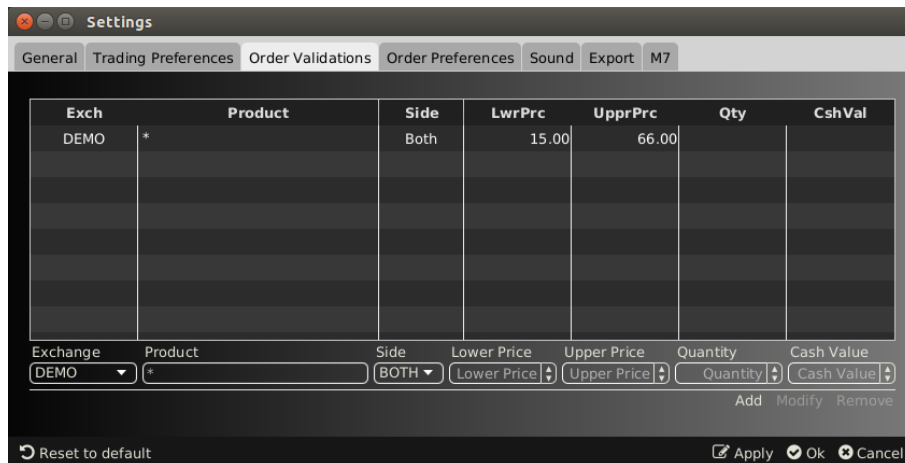 Settings
General Trading Preferences Order Validations Order Preferences Sound Export M7
Exch Product Side LwrPrc UpprPrc Qty CshVal
DEMO * Both 15.00 66.00
Exchange Product Side Lower Price Upper Price Quantity Cash Value
DEMO * BOTH Lower Price Upper Price Quantity Cash Value
Add Modify Remove
Reset to default Apply Ok Cancel